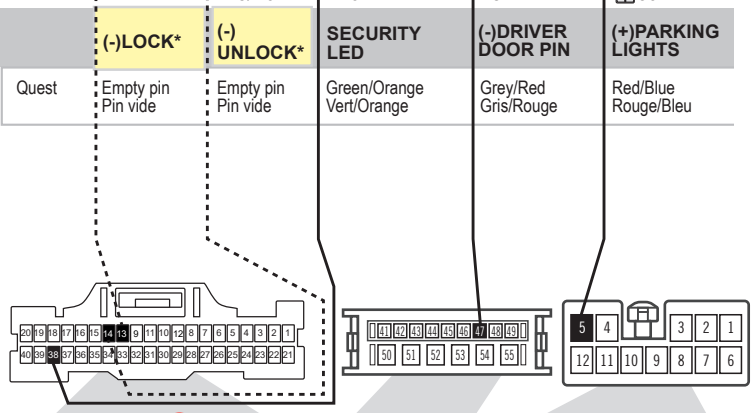 (-)LOCK*
(-)
UNLOCK*
SECURITY
LED
(-)DRIVER
DOOR PIN
(+)PARKING
LIGHTS
Quest
Empty pin
Pin vide
Empty pin
Pin vide
Green/Orange
Vert/Orange
Grey/Red
Gris/Rouge
Red/Blue
Rouge/Bleu
20 19 18 17 16 15 14 13 9 11 10 12 8 7 6 5 4 3 2 1
40 39 38 37 36 35 34 33 32 31 30 29 28 27 26 25 24 23 22 21
41 42 43 44 45 46 47 48 49
50 51 52 53 54 55
5 4 3 2 1
12 11 10 9 8 7 6